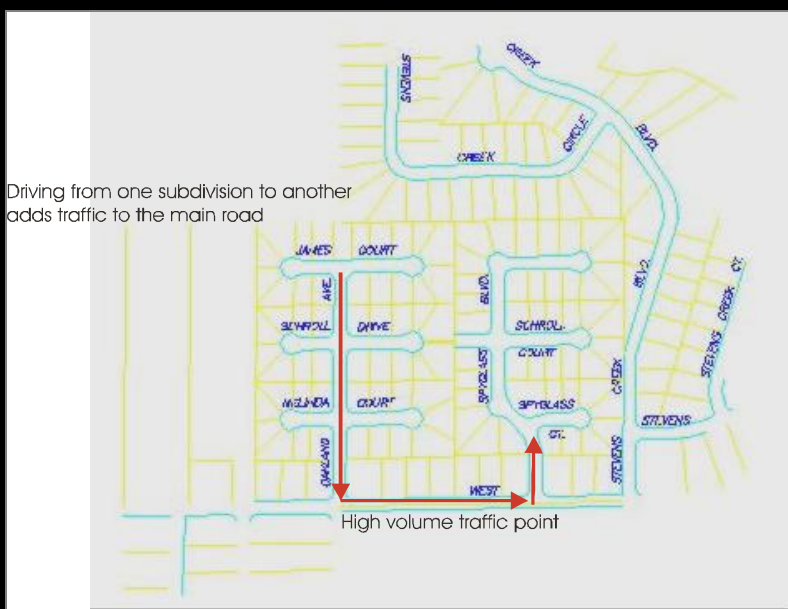 CREEK
STEVENS
CIRCLE
BLVD.
CREEK
Driving from one subdivision to another
adds traffic to the main road
JAMES COURT
AVE.
BLVD.
BLVD.
STEVENS CREEK CT.
SCHROLL DRIVE
SCHROLL
COURT
SPYGLASS
CREEK
MELINDA COURT
SPYGLASS
CT.
STEVENS
OAKLAND
STEVENS
WEST
High volume traffic point